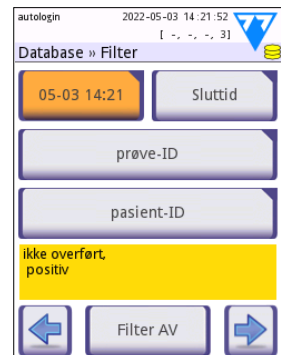 autologin 2022-05-03 14:21:52
[ -, -, -, 3]
Database » Filter
05-03 14:21 Sluttid
prøve-ID
pasient-ID
ikke overført,
positiv
Filter AV